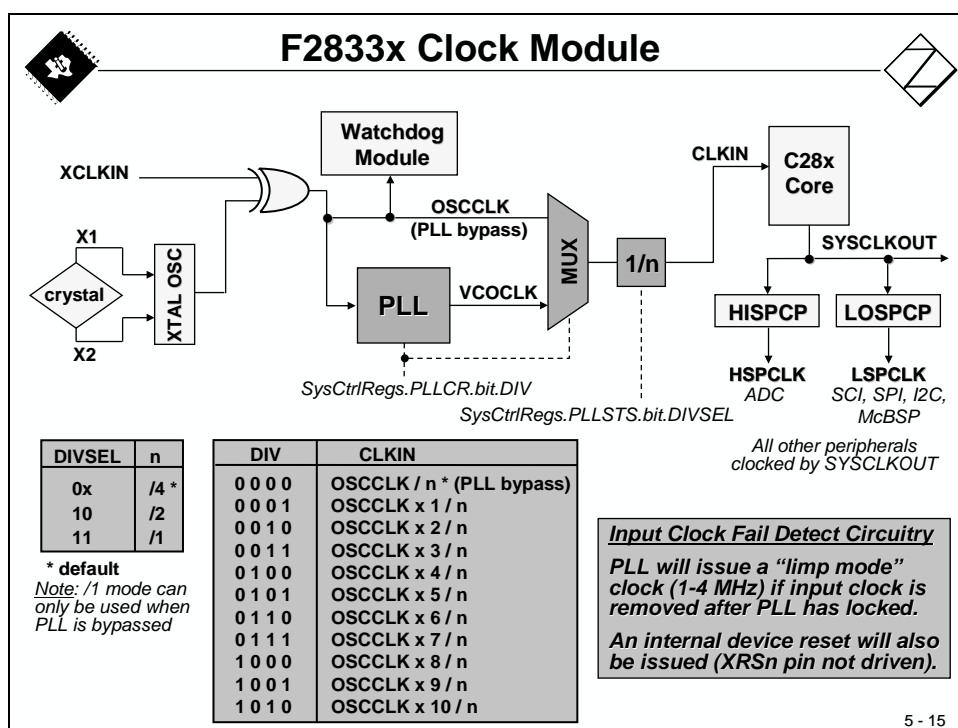 F2833x Clock Module
Watchdog
Module
XCLKIN
CLKIN
C28x
Core
OSCCLK
(PLL bypass)
X1
crystal
X2
XTAL OSC
PLL
VCOCLK
MUX
1/n
SYSCLKOUT
HISPCP
LOSPCP
HSPCLK
ADC
LSPCLK
SCI, SPI, I2C,
McBSP
SysCtrlRegs.PLLCR.bit.DIV
SysCtrlRegs.PLLSTS.bit.DIVSEL
All other peripherals
clocked by SYSCLKOUT
DIVSEL n
0x /4 *
10 /2
11 /1
* default
Note: /1 mode can
only be used when
PLL is bypassed
DIV CLKIN
0 0 0 0 OSCCLK / n * (PLL bypass)
0 0 0 1 OSCCLK x 1 / n
0 0 1 0 OSCCLK x 2 / n
0 0 1 1 OSCCLK x 3 / n
0 1 0 0 OSCCLK x 4 / n
0 1 0 1 OSCCLK x 5 / n
0 1 1 0 OSCCLK x 6 / n
0 1 1 1 OSCCLK x 7 / n
1 0 0 0 OSCCLK x 8 / n
1 0 0 1 OSCCLK x 9 / n
1 0 1 0 OSCCLK x 10 / n
Input Clock Fail Detect Circuitry
PLL will issue a “limp mode”
clock (1-4 MHz) if input clock is
removed after PLL has locked.
An internal device reset will also
be issued (XRSn pin not driven).
5 - 15